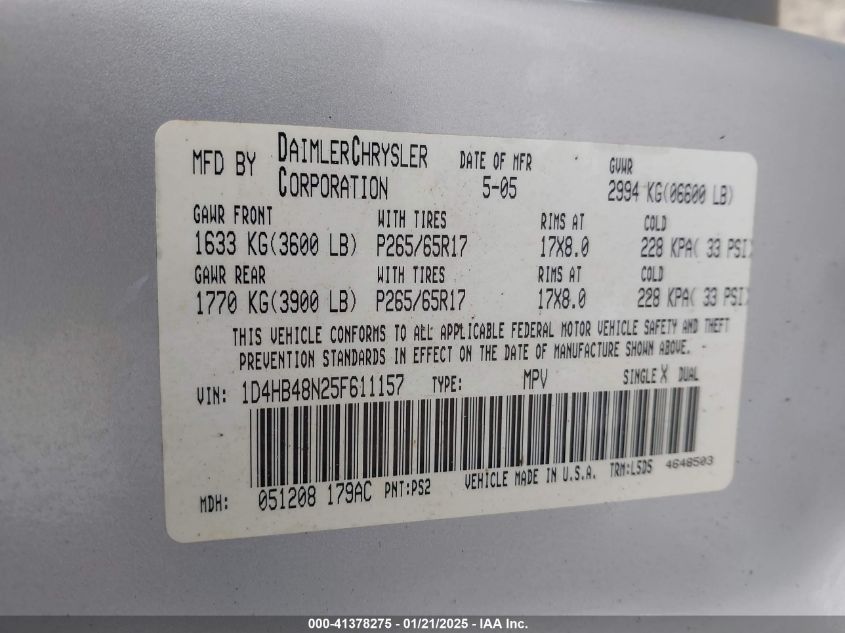 MFD BY DAIMLERCHRYSLER CORPORATION DATE OF MFR 5-05 GVWR 2994 KG(06600 LB)
GAWR FRONT WITH TIRES RIMS AT COLD
1633 KG(3600 LB) P265/65R17 17X8.0 228 KPA( 33 PSI)
GAWR REAR WITH TIRES RIMS AT COLD
1770 KG(3900 LB) P265/65R17 17X8.0 228 KPA( 33 PSI)
THIS VEHICLE CONFORMS TO ALL APPLICABLE FEDERAL MOTOR VEHICLE SAFETY AND THEFT
PREVENTION STANDARDS IN EFFECT ON THE DATE OF MANUFACTURE SHOWN ABOVE.
VIN: 1D4HB48N25F611157 TYPE: MPV SINGLE X DUAL
MDH: 051208 179AC PNT:PS2 VEHICLE MADE IN U.S.A. TRM:LSDS 4648503
000-41378275 - 01/21/2025 - IAA Inc.